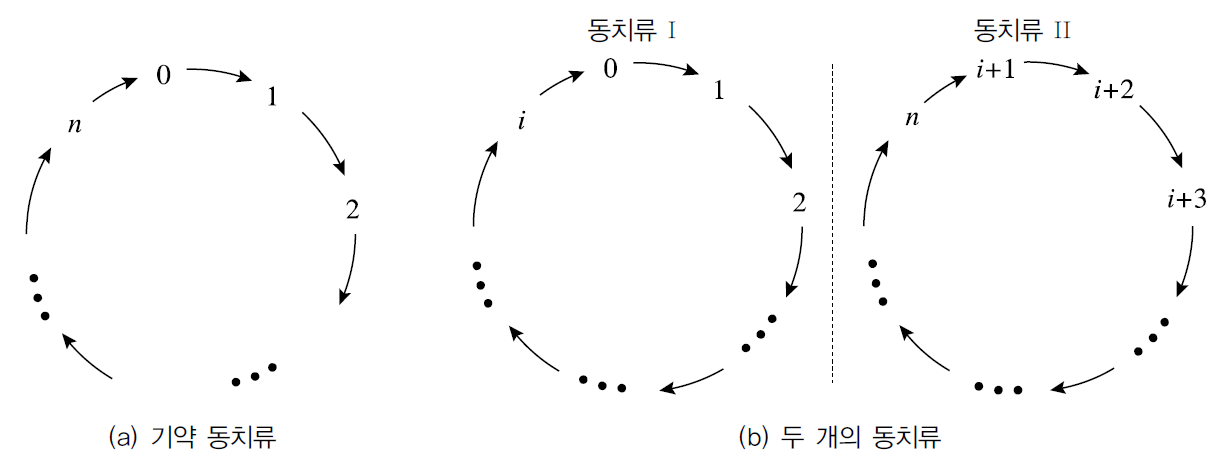 동치류 Ⅰ
동치류 Ⅱ
0
1
2
n
0
1
2
i
i+1
i+2
i+3
n
(a) 기약 동치류
(b) 두 개의 동치류